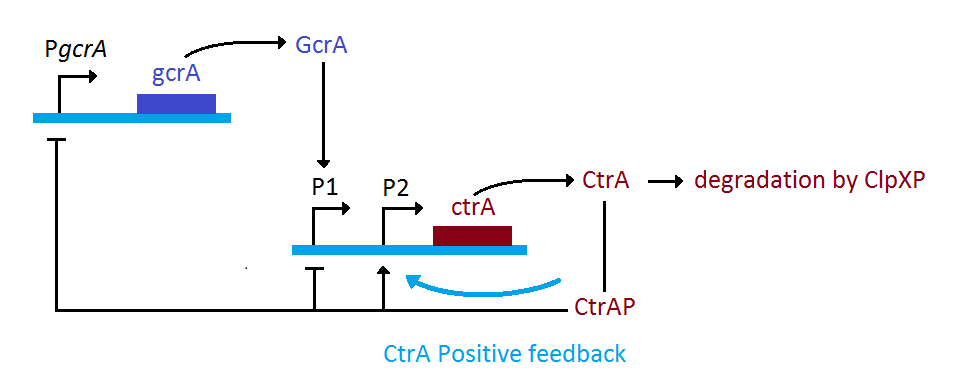 PgcrA
gcrA
GcrA
P1
P2
ctrA
CtrA
degradation by ClpXP
CtrAP
CtrA Positive feedback